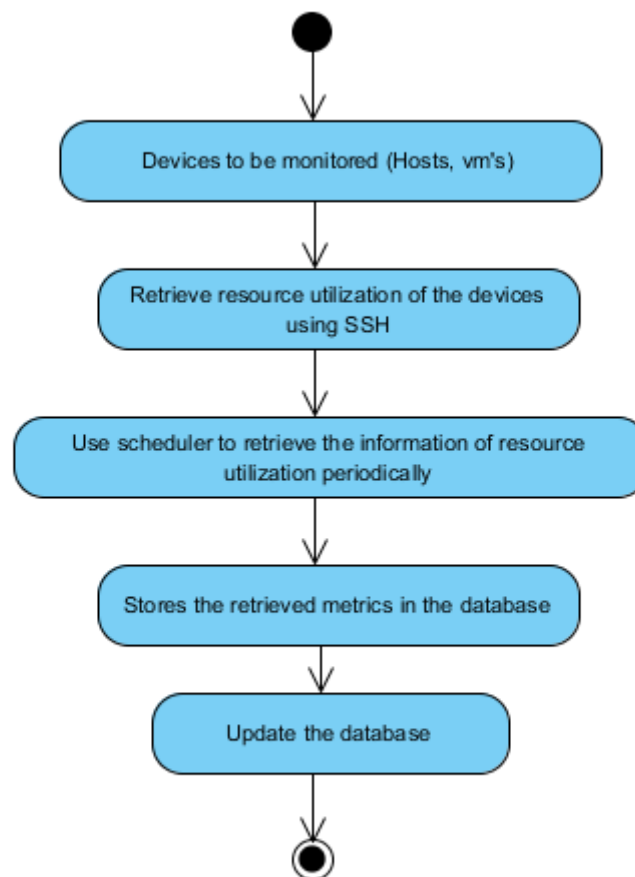 Devices to be monitored (Hosts, vm's)
Retrieve resource utilization of the devices
using SSH
Use scheduler to retrieve the information of resource
utilization periodically
Stores the retrieved metrics in the database
Update the database